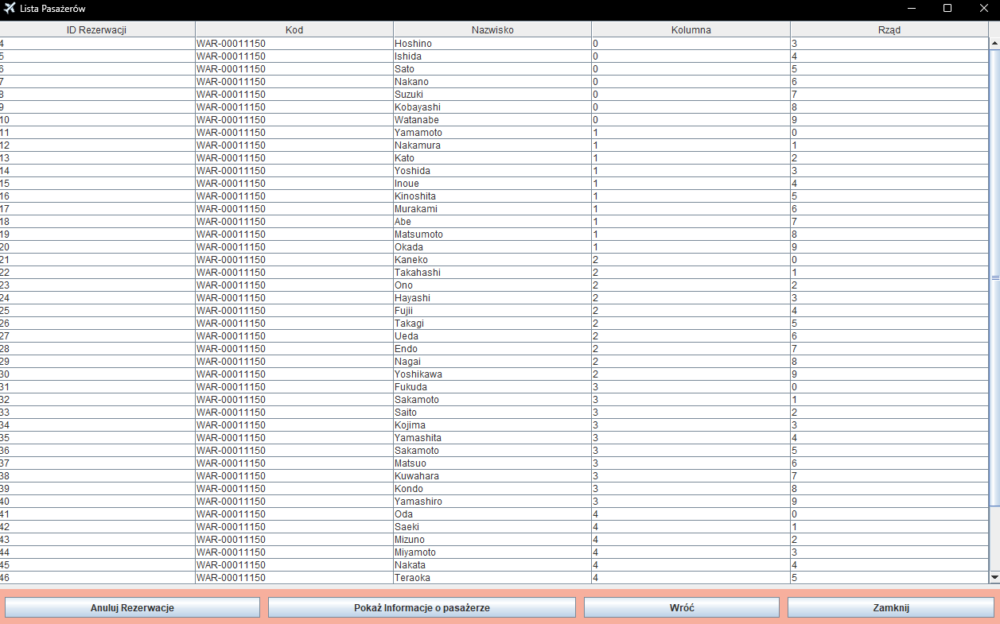 Lista Pasażerów
ID Rezerwacji Kod Nazwisko Kolumna Rząd
4 WAR-00011150 Hoshino 0 3
5 WAR-00011150 Ishida 0 4
6 WAR-00011150 Sato 0 5
7 WAR-00011150 Nakano 0 6
8 WAR-00011150 Suzuki 0 7
9 WAR-00011150 Kobayashi 0 8
10 WAR-00011150 Watanabe 0 9
11 WAR-00011150 Yamamoto 1 0
12 WAR-00011150 Nakamura 1 1
13 WAR-00011150 Kato 1 2
14 WAR-00011150 Yoshida 1 3
15 WAR-00011150 Inoue 1 4
16 WAR-00011150 Kinoshita 1 5
17 WAR-00011150 Murakami 1 6
18 WAR-00011150 Abe 1 7
19 WAR-00011150 Matsumoto 1 8
20 WAR-00011150 Okada 1 9
21 WAR-00011150 Kaneko 2 0
22 WAR-00011150 Takahashi 2 1
23 WAR-00011150 Ono 2 2
24 WAR-00011150 Hayashi 2 3
25 WAR-00011150 Fujii 2 4
26 WAR-00011150 Takagi 2 5
27 WAR-00011150 Ueda 2 6
28 WAR-00011150 Endo 2 7
29 WAR-00011150 Nagai 2 8
30 WAR-00011150 Yoshikawa 2 9
31 WAR-00011150 Fukuda 3 0
32 WAR-00011150 Sakamoto 3 1
33 WAR-00011150 Saito 3 2
34 WAR-00011150 Kojima 3 3
35 WAR-00011150 Yamashita 3 4
36 WAR-00011150 Sakamoto 3 5
37 WAR-00011150 Matsuo 3 6
38 WAR-00011150 Kuwahara 3 7
39 WAR-00011150 Kondo 3 8
40 WAR-00011150 Yamashiro 3 9
41 WAR-00011150 Oda 4 0
42 WAR-00011150 Saeki 4 1
43 WAR-00011150 Mizuno 4 2
44 WAR-00011150 Miyamoto 4 3
45 WAR-00011150 Nakata 4 4
46 WAR-00011150 Teraoka 4 5
Anuluj Rezerwacje Pokaż Informacje o pasażerze Wróć Zamknij